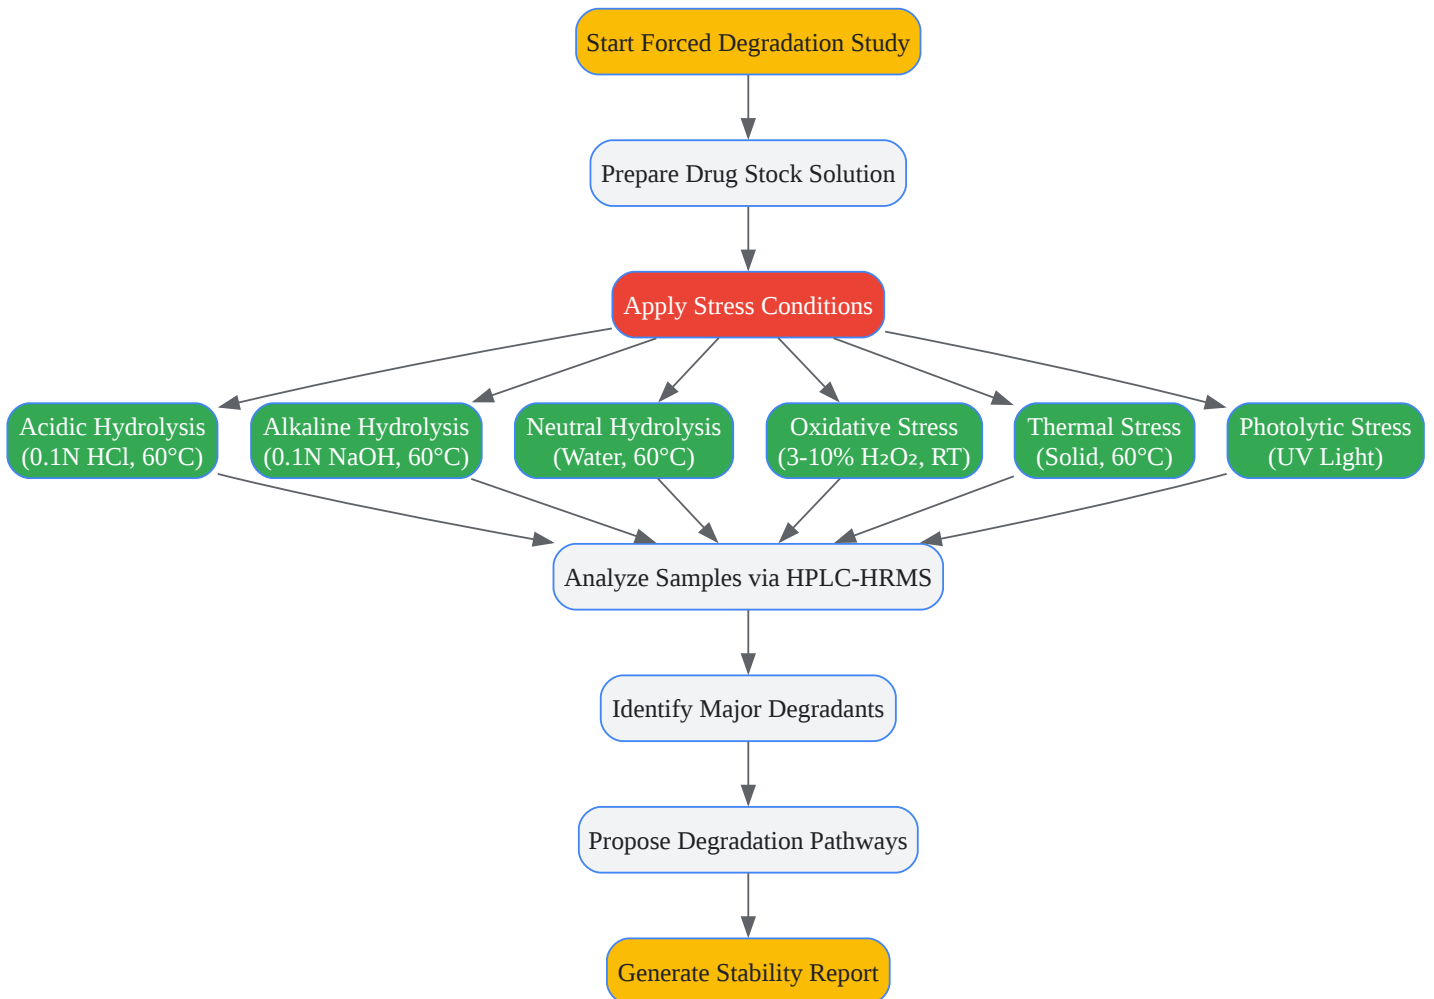 Start Forced Degradation Study
Prepare Drug Stock Solution
Apply Stress Conditions
Acidic Hydrolysis
(0.1N HCl, 60°C)
Alkaline Hydrolysis
(0.1N NaOH, 60°C)
Neutral Hydrolysis
(Water, 60°C)
Oxidative Stress
(3-10% H₂O₂, RT)
Thermal Stress
(Solid, 60°C)
Photolytic Stress
(UV Light)
Analyze Samples via HPLC-HRMS
Identify Major Degradants
Propose Degradation Pathways
Generate Stability Report